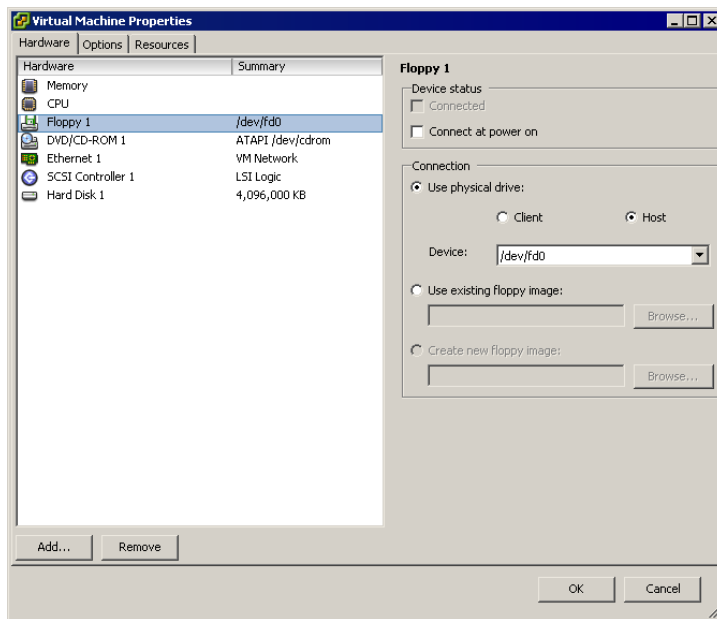 Virtual Machine Properties
Hardware Options Resources
Hardware Summary
Memory
CPU
Floppy 1 /dev/fd0
DVD/CD-ROM 1 ATAPI /dev/cdrom
Ethernet 1 VM Network
SCSI Controller 1 LSI Logic
Hard Disk 1 4,096,000 KB
Add... Remove
Floppy 1
Device status
Connected
Connect at power on
Connection
Use physical drive:
Client Host
Device: /dev/fd0
Use existing floppy image:
Browse...
Create new floppy image:
Browse...
OK Cancel